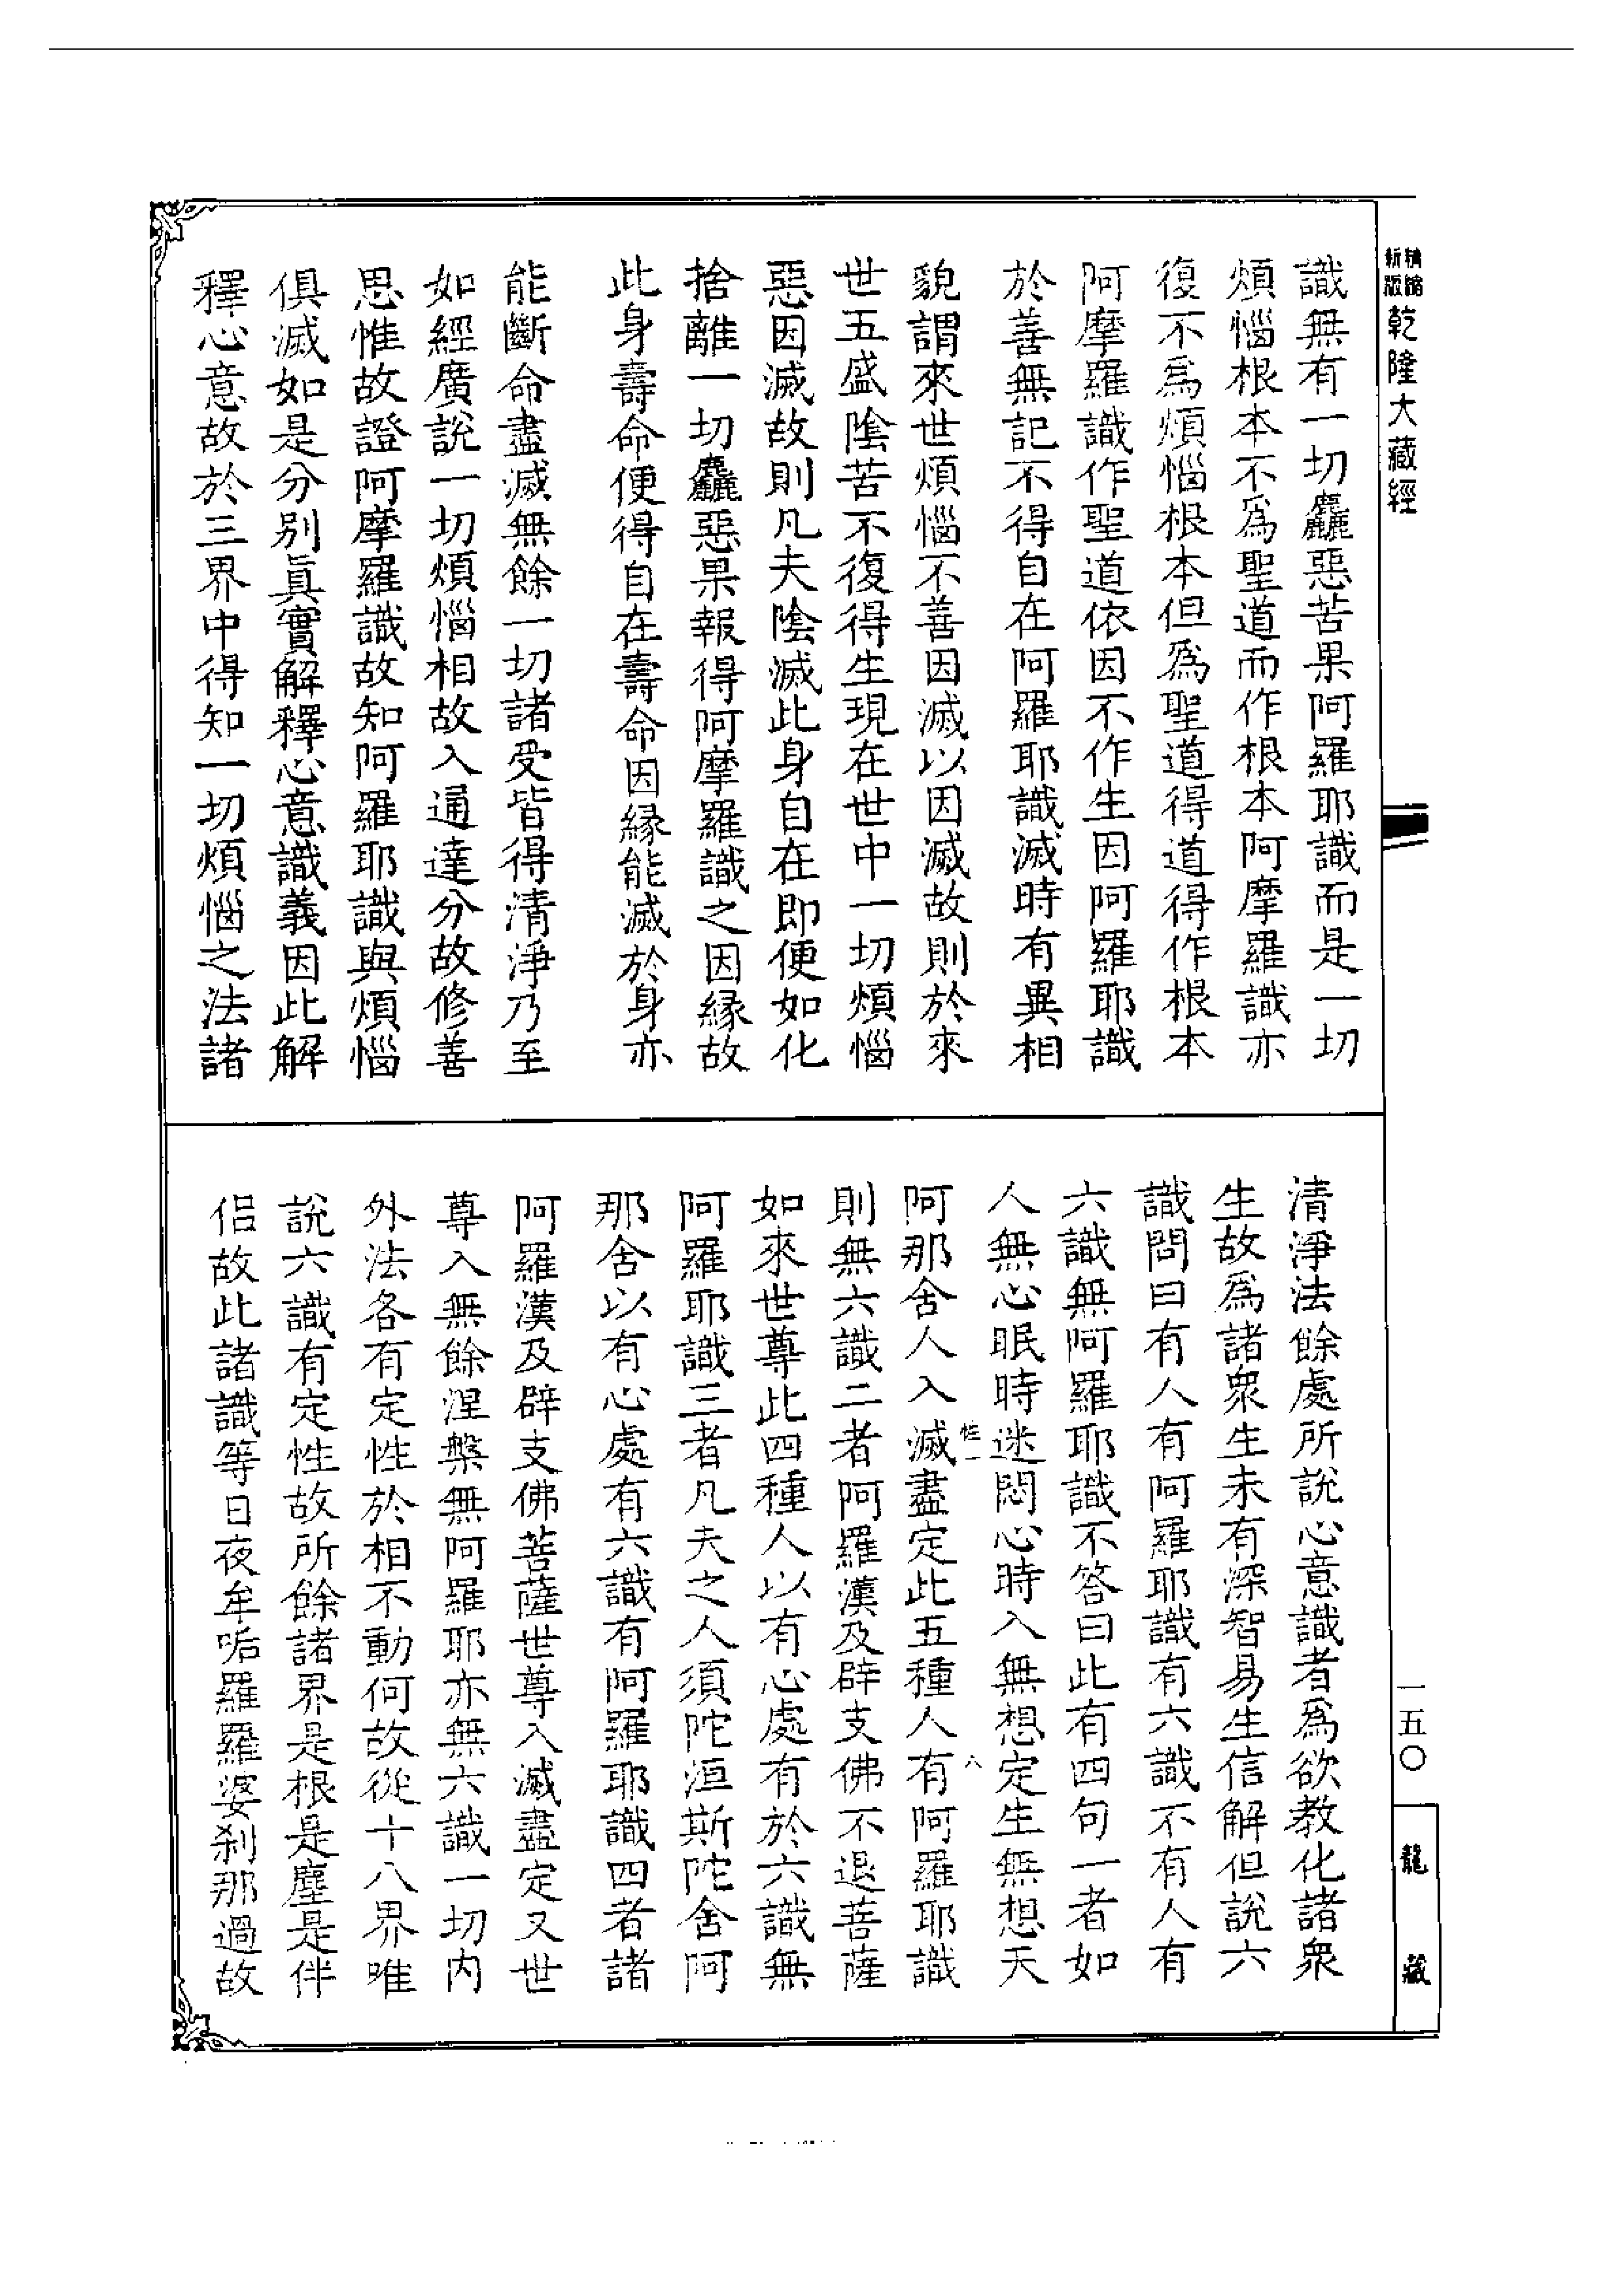 精縮新版乾隆大藏經
識無有一切麤惡苦果阿羅耶識而是一切
煩惱根本不爲聖道而作根本阿摩羅識亦
復不爲煩惱根本但爲聖道得道得作根本
阿摩羅識作聖道依因不作生因阿羅耶識
於善無記不得自在阿羅耶識滅時有異相
貌謂來世煩惱不善因滅以因滅故則於來
世五盛陰苦不復得生現在世中一切煩惱
惡因滅故則凡夫陰滅此身自在即便如化
捨離一切麤惡果報得阿摩羅識之因縁故
此身壽命便得自在壽命因縁能滅於身亦
能斷命盡滅無餘一切諸受皆得清淨乃至
如經廣說一切煩惱相故入通達分故修善
思惟故證阿摩羅識故知阿羅耶識與煩惱
俱滅如是分別眞實解釋心意識義因此解
釋心意故於三界中得知一切煩惱之法諸
清淨法餘處所說心意識者爲欲教化諸衆
生故爲諸衆生未有深智易生信解但說六
識問曰有人有阿羅耶識有六識不有人有
六識無阿羅耶識不答曰此有四句一者如
人無心眠時迷悶心時入無想定生無想天
阿那舍人入滅盡定此五種人有阿羅耶識
則無六識二者阿羅漢及辟支佛不退菩薩
如來世尊此四種人以有心處有於六識無
阿羅耶識三者凡夫之人須陀洹斯陀舍阿
那舍以有心處有六識有阿羅耶識四者諸
阿羅漢及辟支佛菩薩世尊入滅盡定又世
尊入無餘涅槃無阿羅耶亦無六識一切内
外法各有定性於相不動何故從十八界唯
說六識有定性故所餘諸界是根是塵是伴
侶故此諸識等日夜牟呍羅羅婆刹那過故
一五〇
龍藏